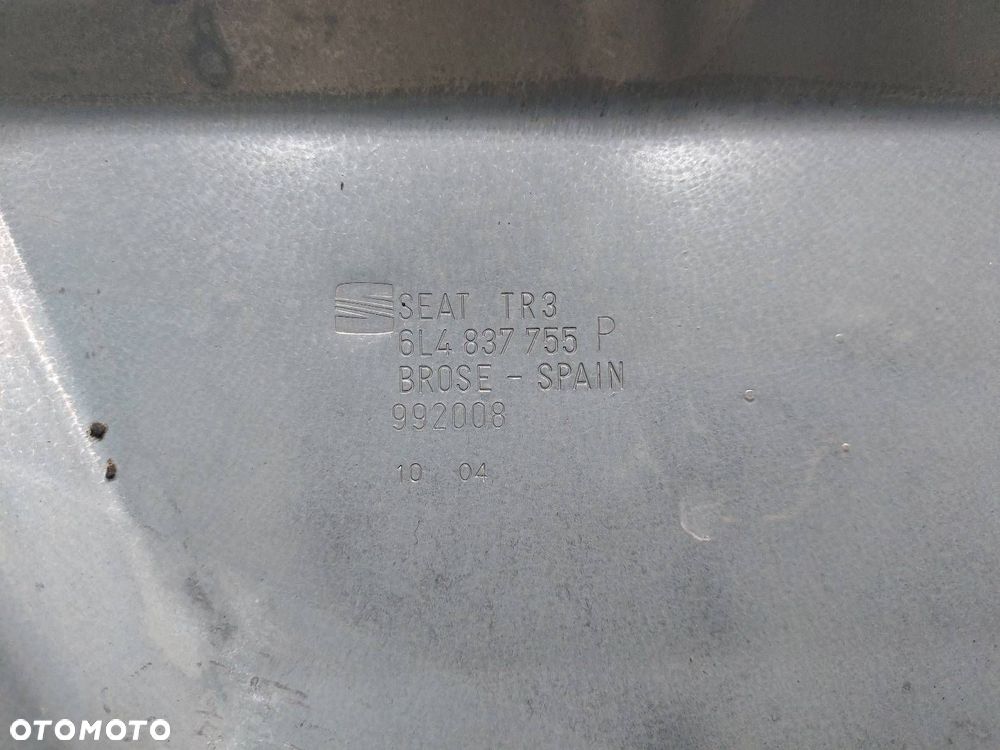 SEAT TR3
6L4 837 755 P
BROSE - SPAIN
992008
10 04
OTOMOTO